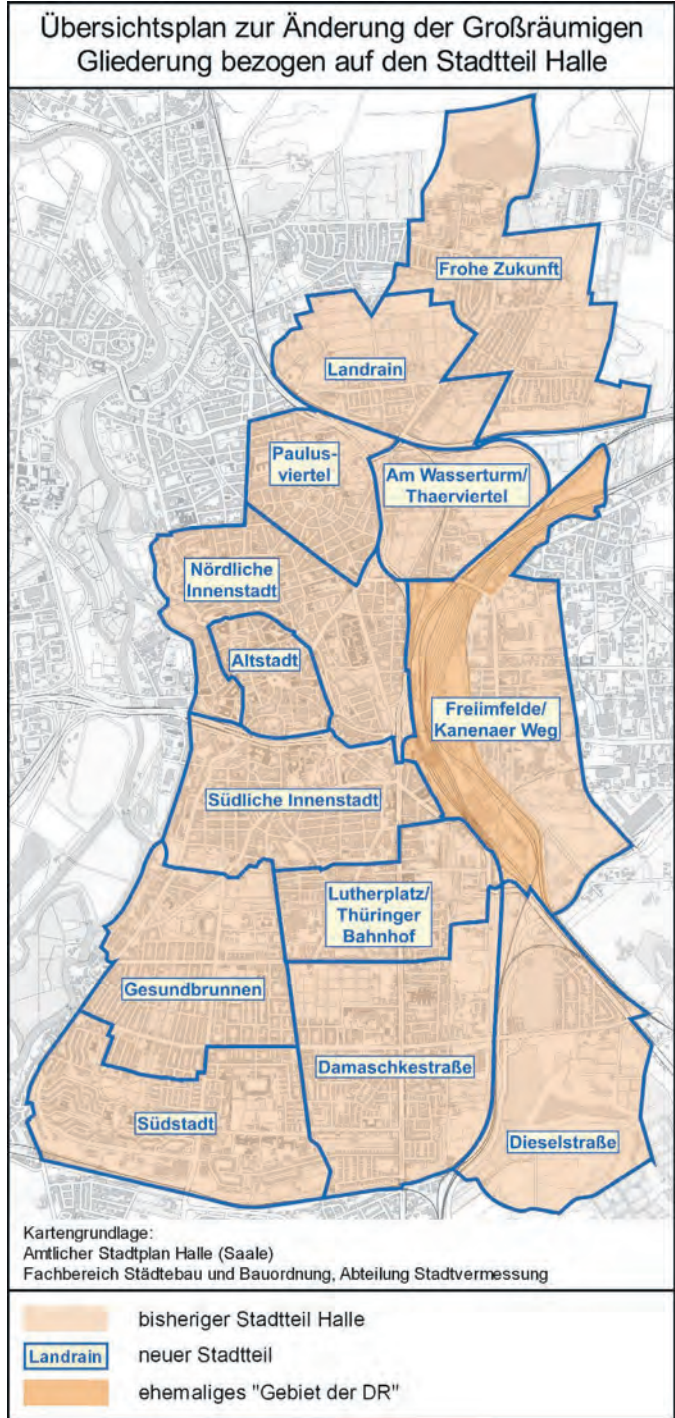 Übersichtsplan zur Änderung der Großräumigen
Gliederung bezogen auf den Stadtteil Halle
Frohe Zukunft
Landrain
Paulus-
viertel
Am Wasserturm/
Thaerviertel
Nördliche
Innenstadt
Altstadt
Freiimfelde/
Kanenaer Weg
Südliche Innenstadt
Lutherplatz/
Thüringer
Bahnhof
Gesundbrunnen
Damaschkestraße
Südstadt
Dieselstraße
Kartengrundlage:
Amtlicher Stadtplan Halle (Saale)
Fachbereich Städtebau und Bauordnung, Abteilung Stadtvermessung
bisheriger Stadtteil Halle
Landrain neuer Stadtteil
ehemaliges "Gebiet der DR"